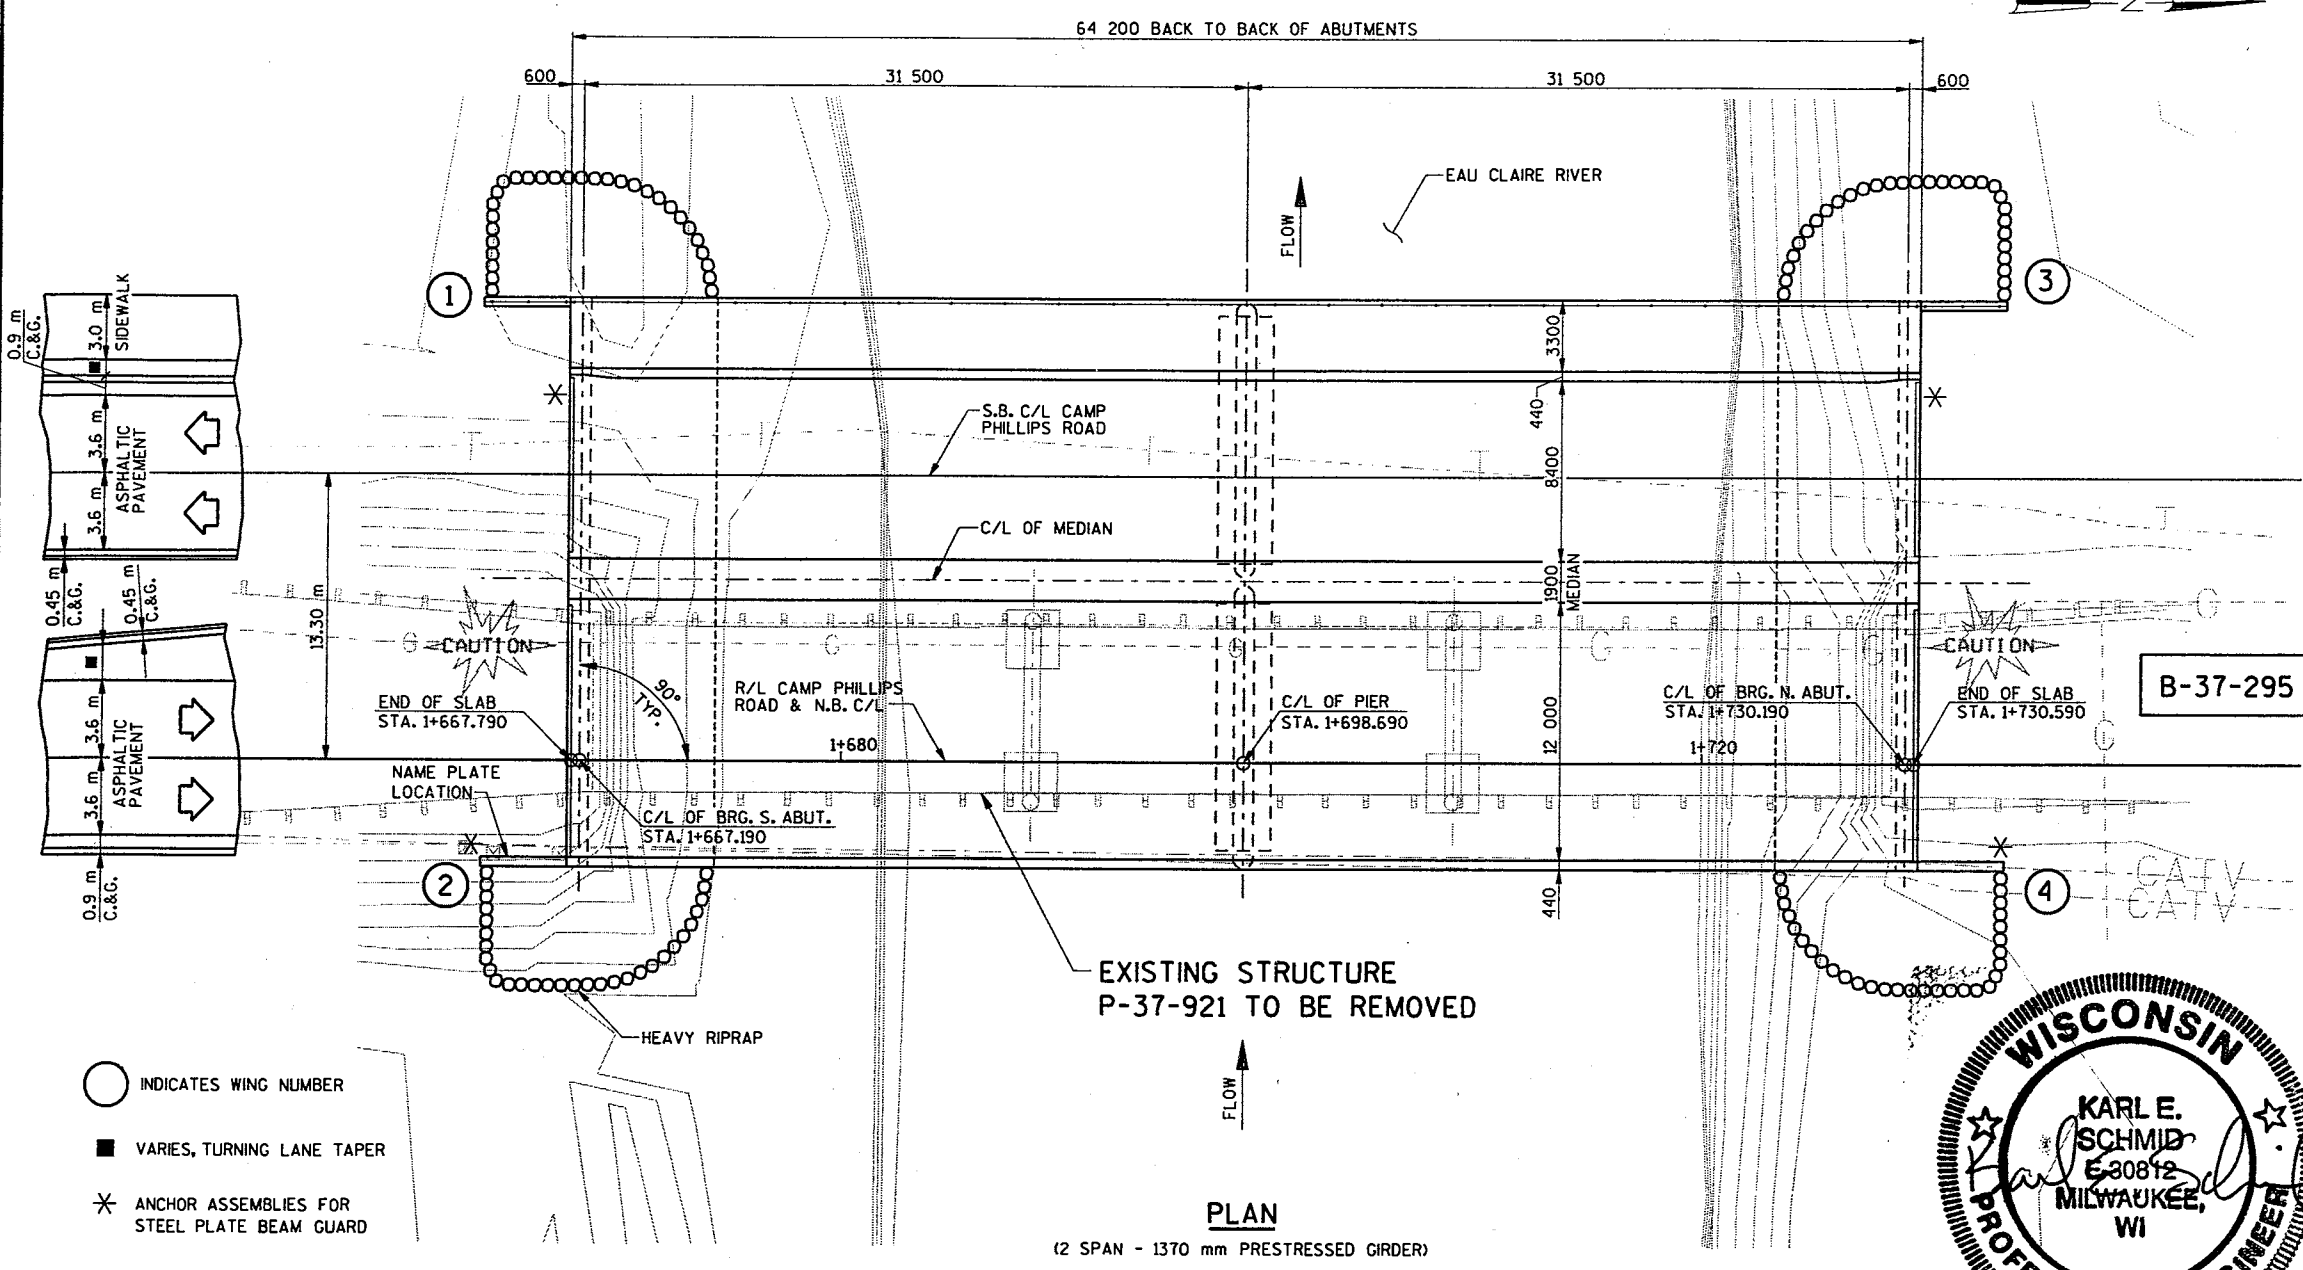 64 200 BACK TO BACK OF ABUTMENTS
600
31 500
31 500
600
EAU CLAIRE RIVER
FLOW
1
3
0.9 m
C.&G.
3.0 m
SIDEWALK
3.6 m
3.6 m
ASPHALTIC
PAVEMENT
0.45 m
C.&G.
0.45 m
C.&G.
3300
440
8400
1900
MEDIAN
12 000
440
S.B. C/L CAMP
PHILLIPS ROAD
C/L OF MEDIAN
13.30 m
T
T
T
G
CAUTION
G
G
G
G
G
CAUTION
G
90°
TYP.
END OF SLAB
STA. 1+667.790
R/L CAMP PHILLIPS
ROAD & N.B. C/L
1+680
C/L OF PIER
STA. 1+698.690
C/L OF BRG. N. ABUT.
STA. 1+730.190
1+720
END OF SLAB
STA. 1+730.590
B-37-295
3.6 m
3.6 m
ASPHALTIC
PAVEMENT
0.9 m
C.&G.
NAME PLATE
LOCATION
C/L OF BRG. S. ABUT.
STA. 1+667.190
2
4
CATV
CATV
EXISTING STRUCTURE
P-37-921 TO BE REMOVED
HEAVY RIPRAP
FLOW
INDICATES WING NUMBER
VARIES, TURNING LANE TAPER
ANCHOR ASSEMBLIES FOR
STEEL PLATE BEAM GUARD
PLAN
(2 SPAN - 1370 mm PRESTRESSED GIRDER)
WISCONSIN
KARL E.
SCHMID
E-30812
MILWAUKEE,
WI